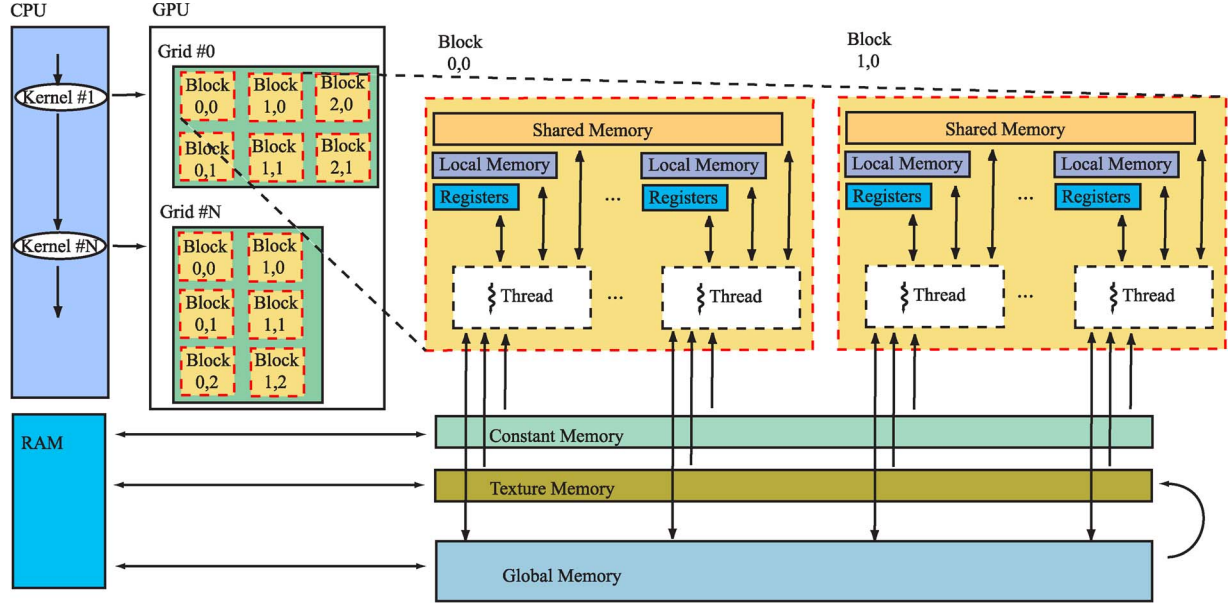 CPU
GPU
Kernel #1
Kernel #N
Grid #0
Block
0,0
Block
1,0
Block
2,0
Block
0,1
Block
1,1
Block
2,1
Grid #N
Block
0,0
Block
1,0
Block
0,1
Block
1,1
Block
0,2
Block
1,2
Block
0,0
Shared Memory
Local Memory
Registers
...
Local Memory
Registers
Thread
...
Thread
Block
1,0
Shared Memory
Local Memory
Registers
...
Local Memory
Registers
Thread
...
Thread
RAM
Constant Memory
Texture Memory
Global Memory